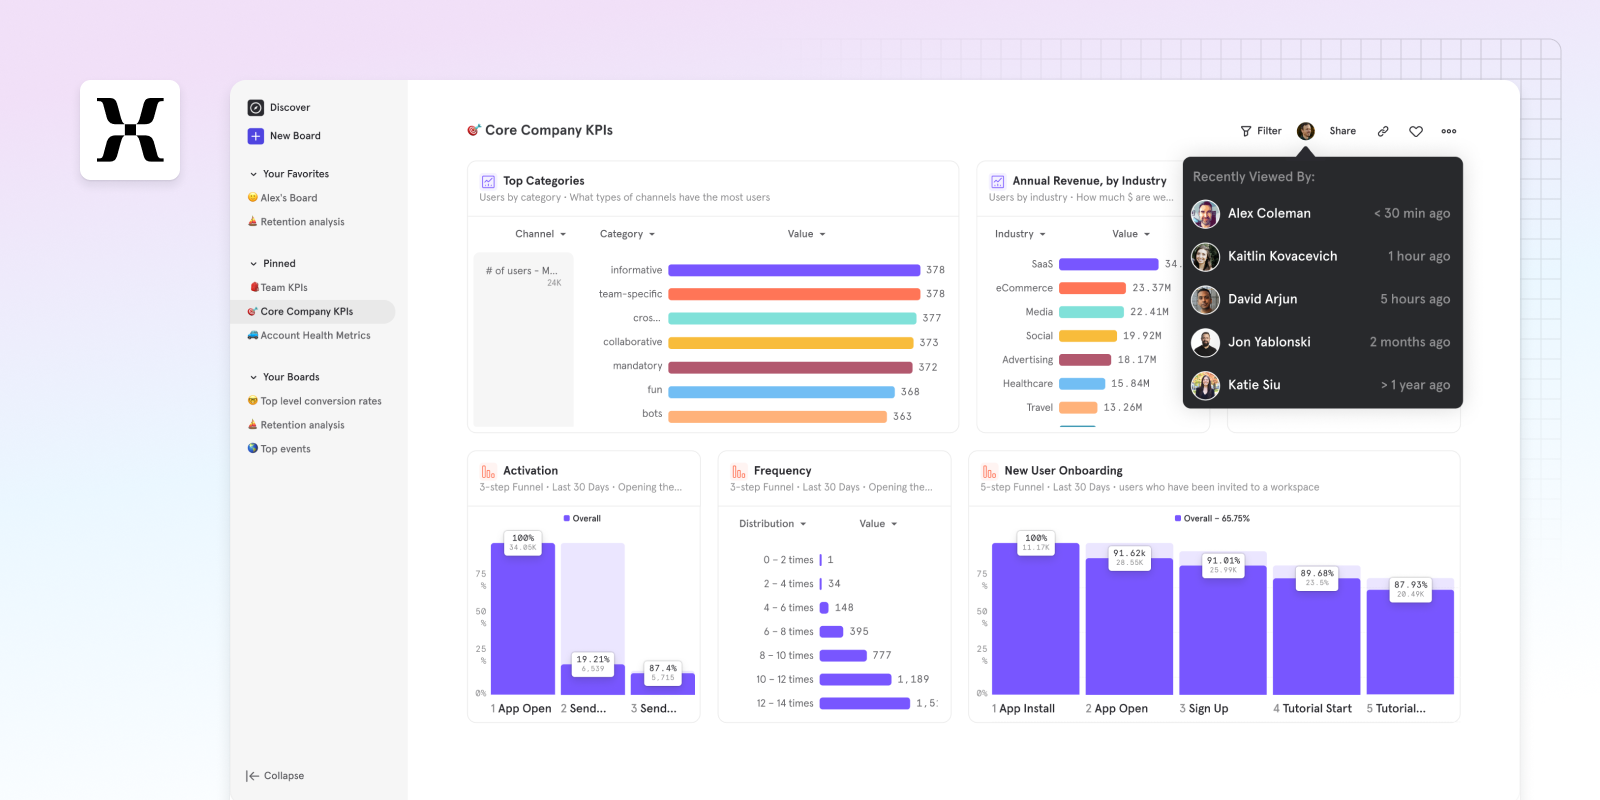 Discover
New Board
Your Favorites
Alex's Board
Retention analysis
Pinned
Team KPIs
Core Company KPIs
Account Health Metrics
Your Boards
Top level conversion rates
Retention analysis
Top events
Collapse
Core Company KPIs
Filter
Share
Top Categories
Users by category • What types of channels have the most users
Channel
Category
Value
# of users - M...
24K
informative 378
team-specific 378
cros... 377
collaborative 373
mandatory 372
fun 368
bots 363
Annual Revenue, by Industry
Users by industry • How much $ are we...
Industry
Value
SaaS 34.
eCommerce 23.37M
Media 22.41M
Social 19.92M
Advertising 18.17M
Healthcare 15.84M
Travel 13.26M
Recently Viewed By:
Alex Coleman < 30 min ago
Kaitlin Kovacevich 1 hour ago
David Arjun 5 hours ago
Jon Yablonski 2 months ago
Katie Siu > 1 year ago
Activation
3-step Funnel • Last 30 Days • Opening the...
Overall
75
%
50
%
25
%
0%
100%
34.05K
19.21%
6,539
87.4%
5,715
1 App Open
2 Send...
3 Send...
Frequency
3-step Funnel • Last 30 Days • Opening the...
Distribution
Value
0 – 2 times 1
2 – 4 times 34
4 – 6 times 148
6 – 8 times 395
8 – 10 times 777
10 – 12 times 1,189
12 – 14 times 1,5
New User Onboarding
5-step Funnel • Last 30 Days • users who have been invited to a workspace
Overall – 65.75%
75
%
50
%
25
%
0%
100%
11.17K
91.62k
28.55K
91.01%
25.99K
89.68%
23.5%
87.93%
20.49K
1 App Install
2 App Open
3 Sign Up
4 Tutorial Start
5 Tutorial...